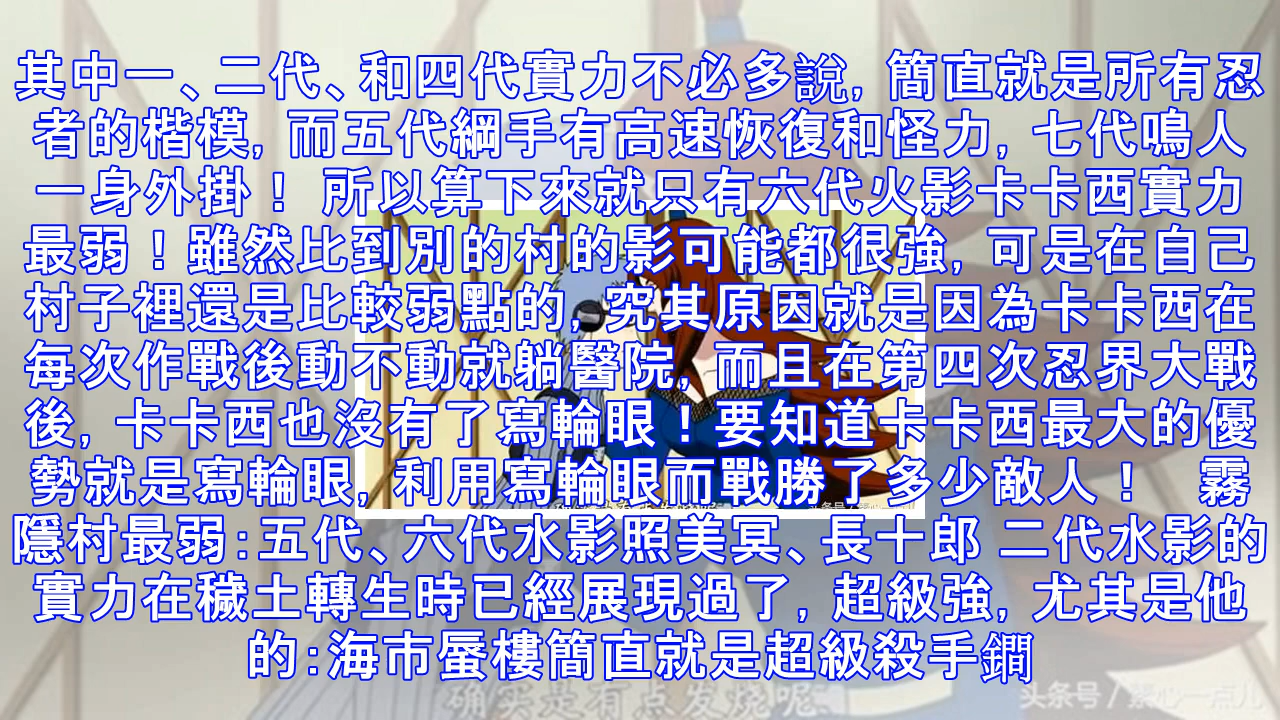 其中一、二代、和四代實力不必多說, 簡直就是所有忍
者的楷模, 而五代綱手有高速恢復和怪力, 七代鳴人
一身外掛！ 所以算下來就只有六代火影卡卡西實力
最弱！雖然比到別的村的影可能都很強, 可是在自己
村子裡還是比較弱點的, 究其原因就是因為卡卡西在
每次作戰後動不動就躺醫院, 而且在第四次忍界大戰
後, 卡卡西也沒有了寫輪眼！要知道卡卡西最大的優
勢就是寫輪眼, 利用寫輪眼而戰勝了多少敵人！ 霧
隱村最弱:五代、六代水影照美冥、長十郎 二代水影的
實力在穢土轉生時已經展現過了, 超級強, 尤其是他
的:海市蜃樓簡直就是超級殺手鐧
确实是有点发烧呢
头条号